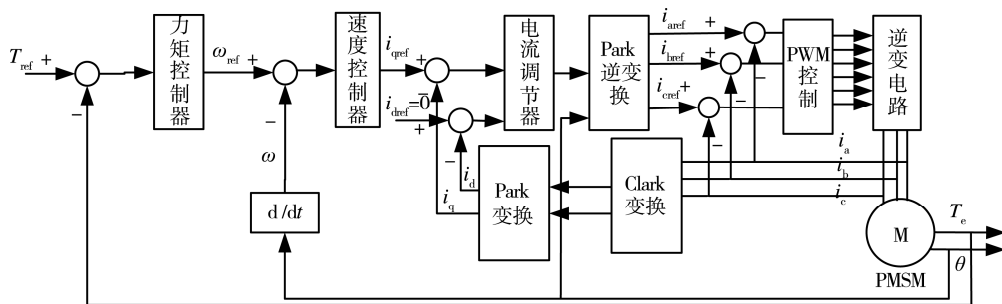 T_ref
+
-
力矩控制器
ω_ref
+
-
ω
d/dt
速度控制器
i_qref
+
-
i_dref=0
+
-
i_d
i_q
电流调节器
Park
变换
Park
逆变换
Clark
变换
i_aref
+
-
i_bref
+
-
i_cref
+
-
PWM
控制
逆变电路
i_a
i_b
i_c
M
PMSM
T_e
θ